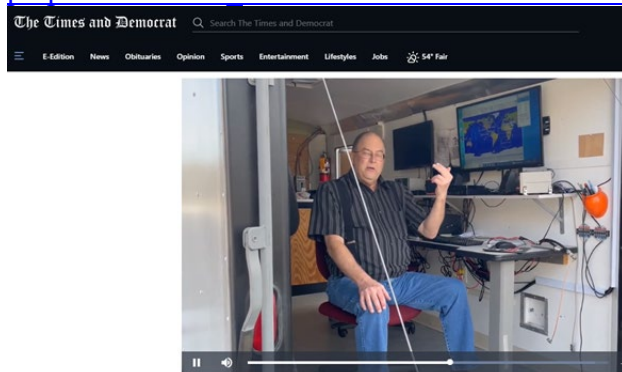 The Times and Democrat
Search The Times and Democrat
E-Edition News Obituaries Opinion Sports Entertainment Lifestyles Jobs 54° Fair